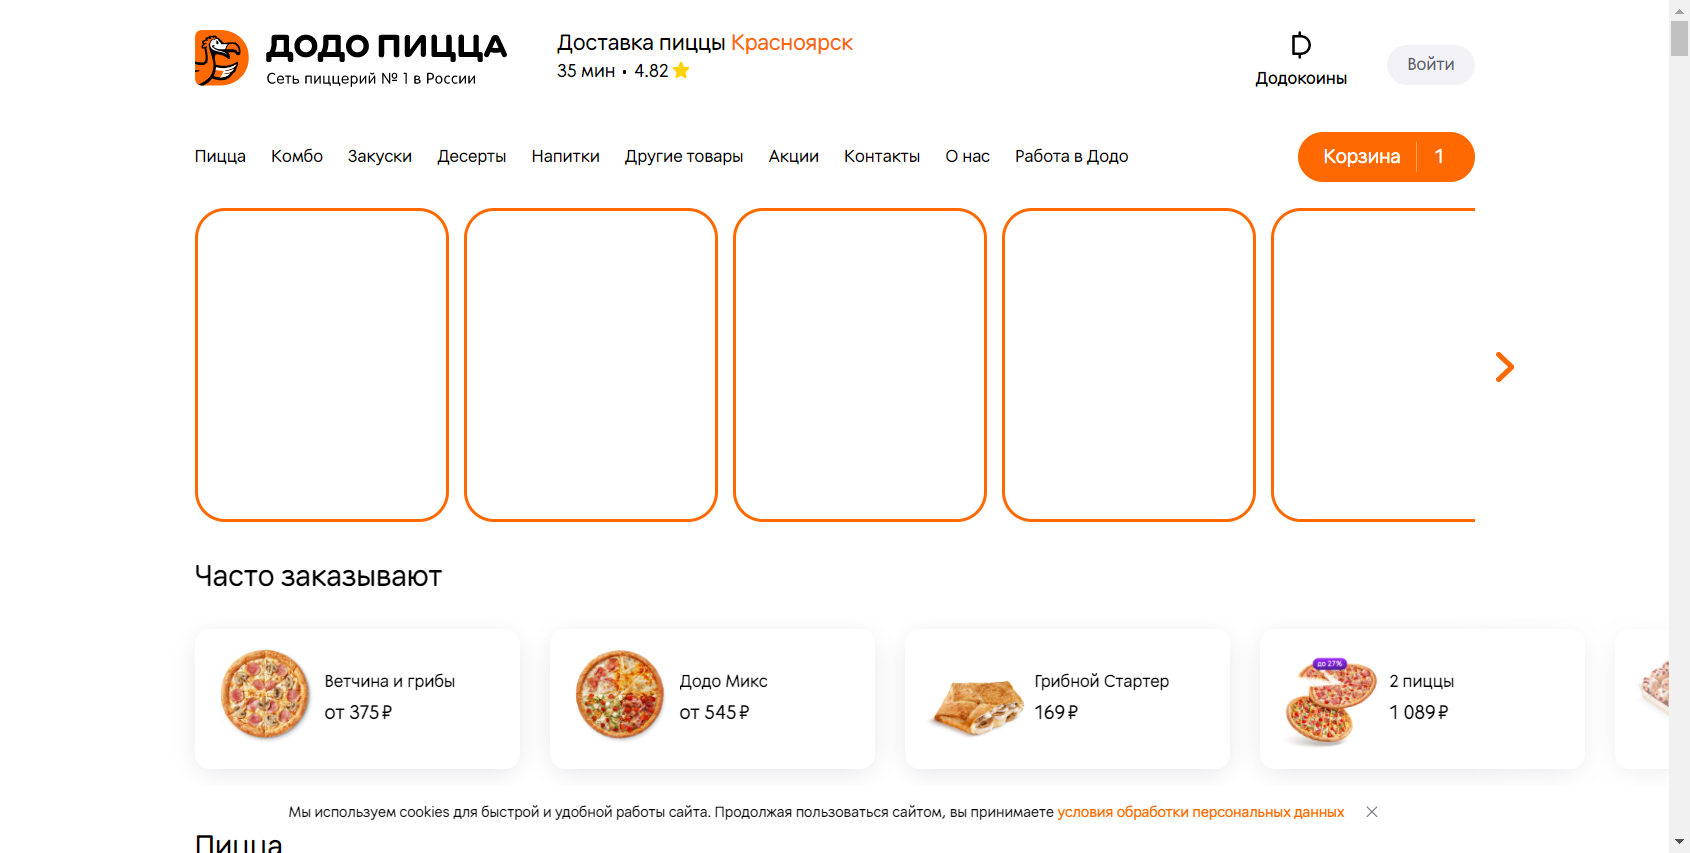 ДОДО ПИЦЦА
Сеть пиццерий № 1 в России
Доставка пиццы Красноярск
35 мин • 4.82
Додокоины
Войти
Пицца Комбо Закуски Десерты Напитки Другие товары Акции Контакты О нас Работа в Додо
Корзина 1
Часто заказывают
Ветчина и грибы
от 375 ₽
Додо Микс
от 545 ₽
Грибной Стартер
169 ₽
до 27%
2 пиццы
1 089 ₽
Мы используем cookies для быстрой и удобной работы сайта. Продолжая пользоваться сайтом, вы принимаете условия обработки персональных данных
Пицца